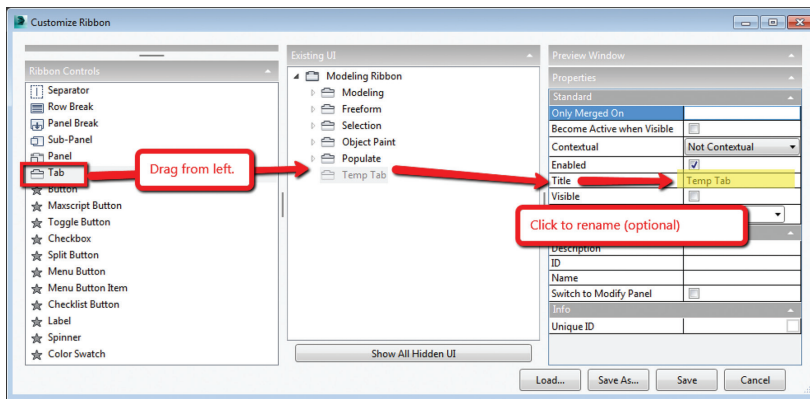 Customize Ribbon
Ribbon Controls
Separator
Row Break
Panel Break
Sub-Panel
Panel
Tab
Button
Maxscript Button
Toggle Button
Checkbox
Split Button
Menu Button
Menu Button Item
Checklist Button
Label
Spinner
Color Swatch
Drag from left.
Existing UI
Modeling Ribbon
Modeling
Freeform
Selection
Object Paint
Populate
Temp Tab
Show All Hidden UI
Preview Window
Properties
Standard
Only Merged On
Become Active when Visible
Contextual Not Contextual
Enabled
Title Temp Tab
Visible
Click to rename (optional)
Description
ID
Name
Switch to Modify Panel
Info
Unique ID
Load... Save As... Save Cancel